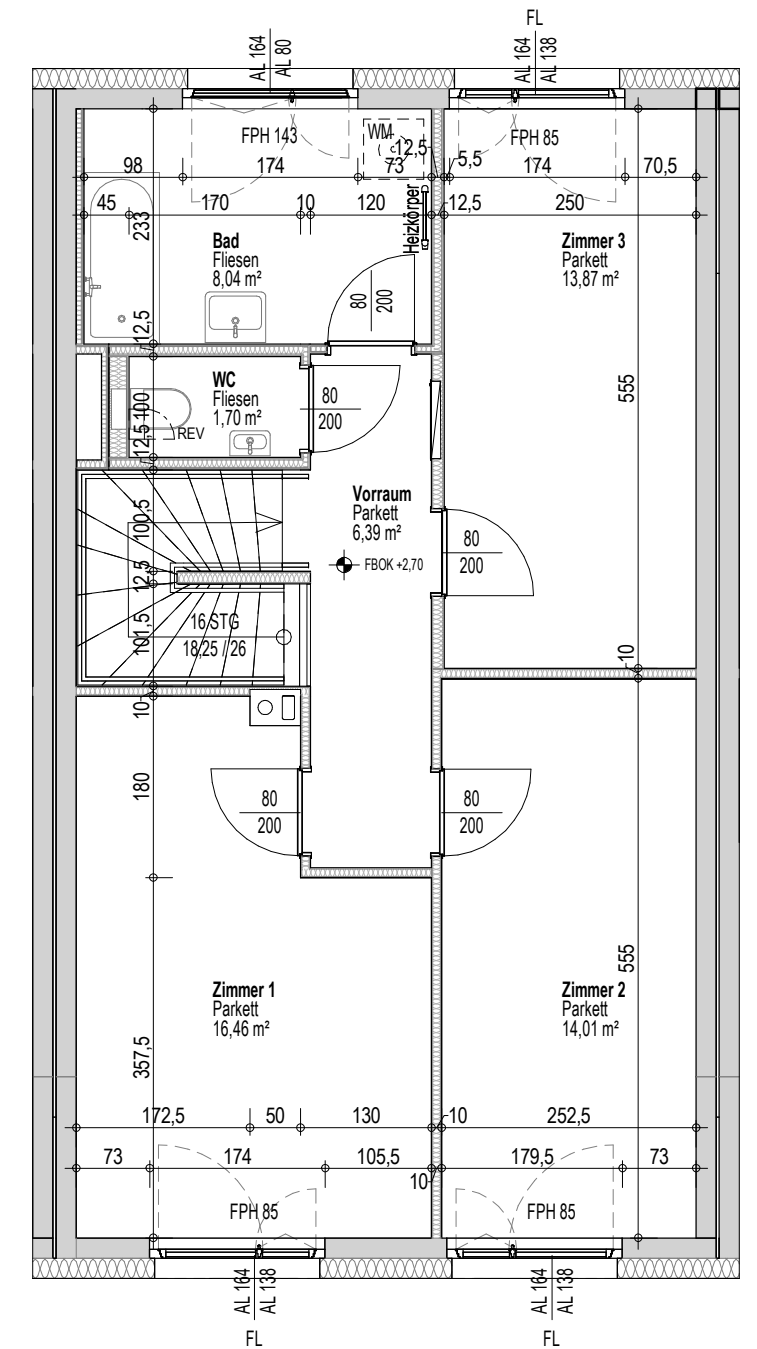 FL
AL 164
AL 80
AL 164
AL 138
FPH 143
WM
FPH 85
12,5
5,5
98
174
73
174
70,5
45
170
10
120
12,5
250
233
Heizkörper
Bad
Fliesen
8,04 m²
Zimmer 3
Parkett
13,87 m²
80
200
12,5
WC
Fliesen
1,70 m²
80
200
100
REV
12,5
555
Vorraum
Parkett
6,39 m²
FBOK +2,70
100,5
12,5
101,5
80
200
16 STG
18,25 / 26
10
10
180
80
200
80
200
555
Zimmer 1
Parkett
16,46 m²
Zimmer 2
Parkett
14,01 m²
357,5
172,5
50
130
10
252,5
73
174
105,5
10
179,5
73
FPH 85
FPH 85
AL 164
AL 138
AL 164
AL 138
FL
FL